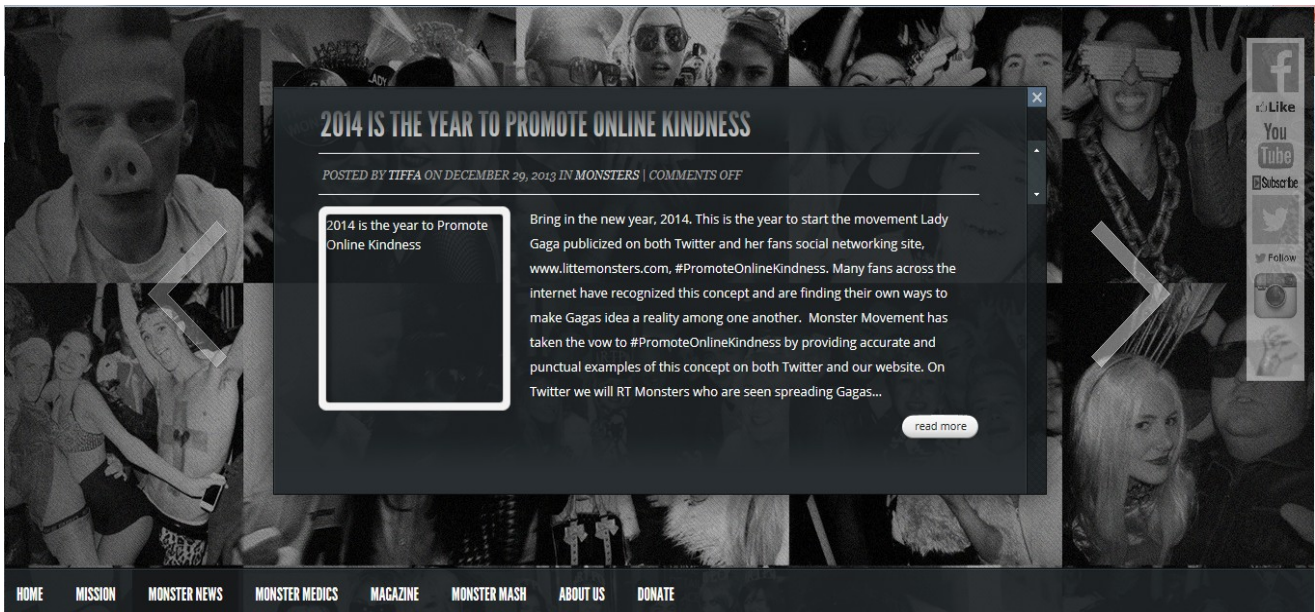 2014 IS THE YEAR TO PROMOTE ONLINE KINDNESS
POSTED BY TIFFA ON DECEMBER 29, 2013 IN MONSTERS | COMMENTS OFF
2014 is the year to Promote
Online Kindness
Bring in the new year, 2014. This is the year to start the movement Lady
Gaga publicized on both Twitter and her fans social networking site,
www.littemonsters.com, #PromoteOnlineKindness. Many fans across the
internet have recognized this concept and are finding their own ways to
make Gagas idea a reality among one another.  Monster Movement has
taken the vow to #PromoteOnlineKindness by providing accurate and
punctual examples of this concept on both Twitter and our website. On
Twitter we will RT Monsters who are seen spreading Gagas...
read more
Like
You
Tube
Subscribe
Follow
HOME MISSION MONSTER NEWS MONSTER MEDICS MAGAZINE MONSTER MASH ABOUT US DONATE